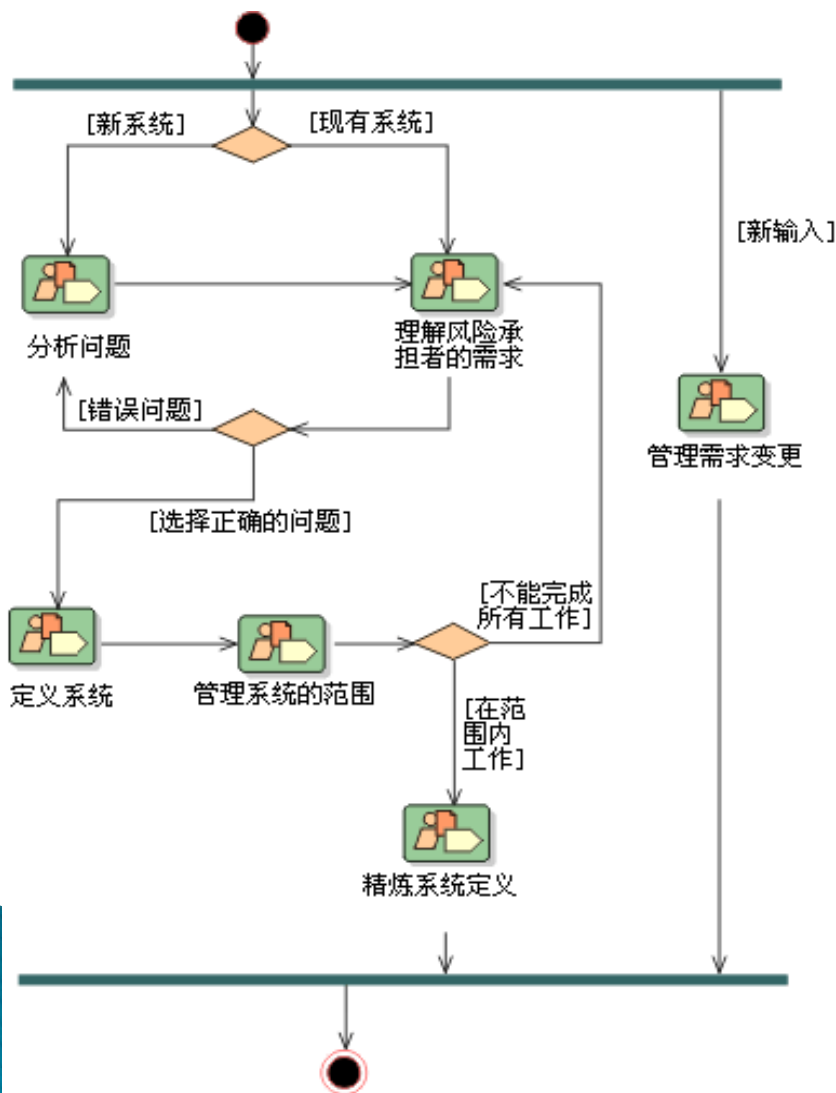 [新系统]
[现有系统]
[新输入]
分析问题
理解风险承
担者的需求
[错误问题]
管理需求变更
[选择正确的问题]
[不能完成
所有工作]
定义系统
管理系统的范围
[在范
围内
工作]
精炼系统定义